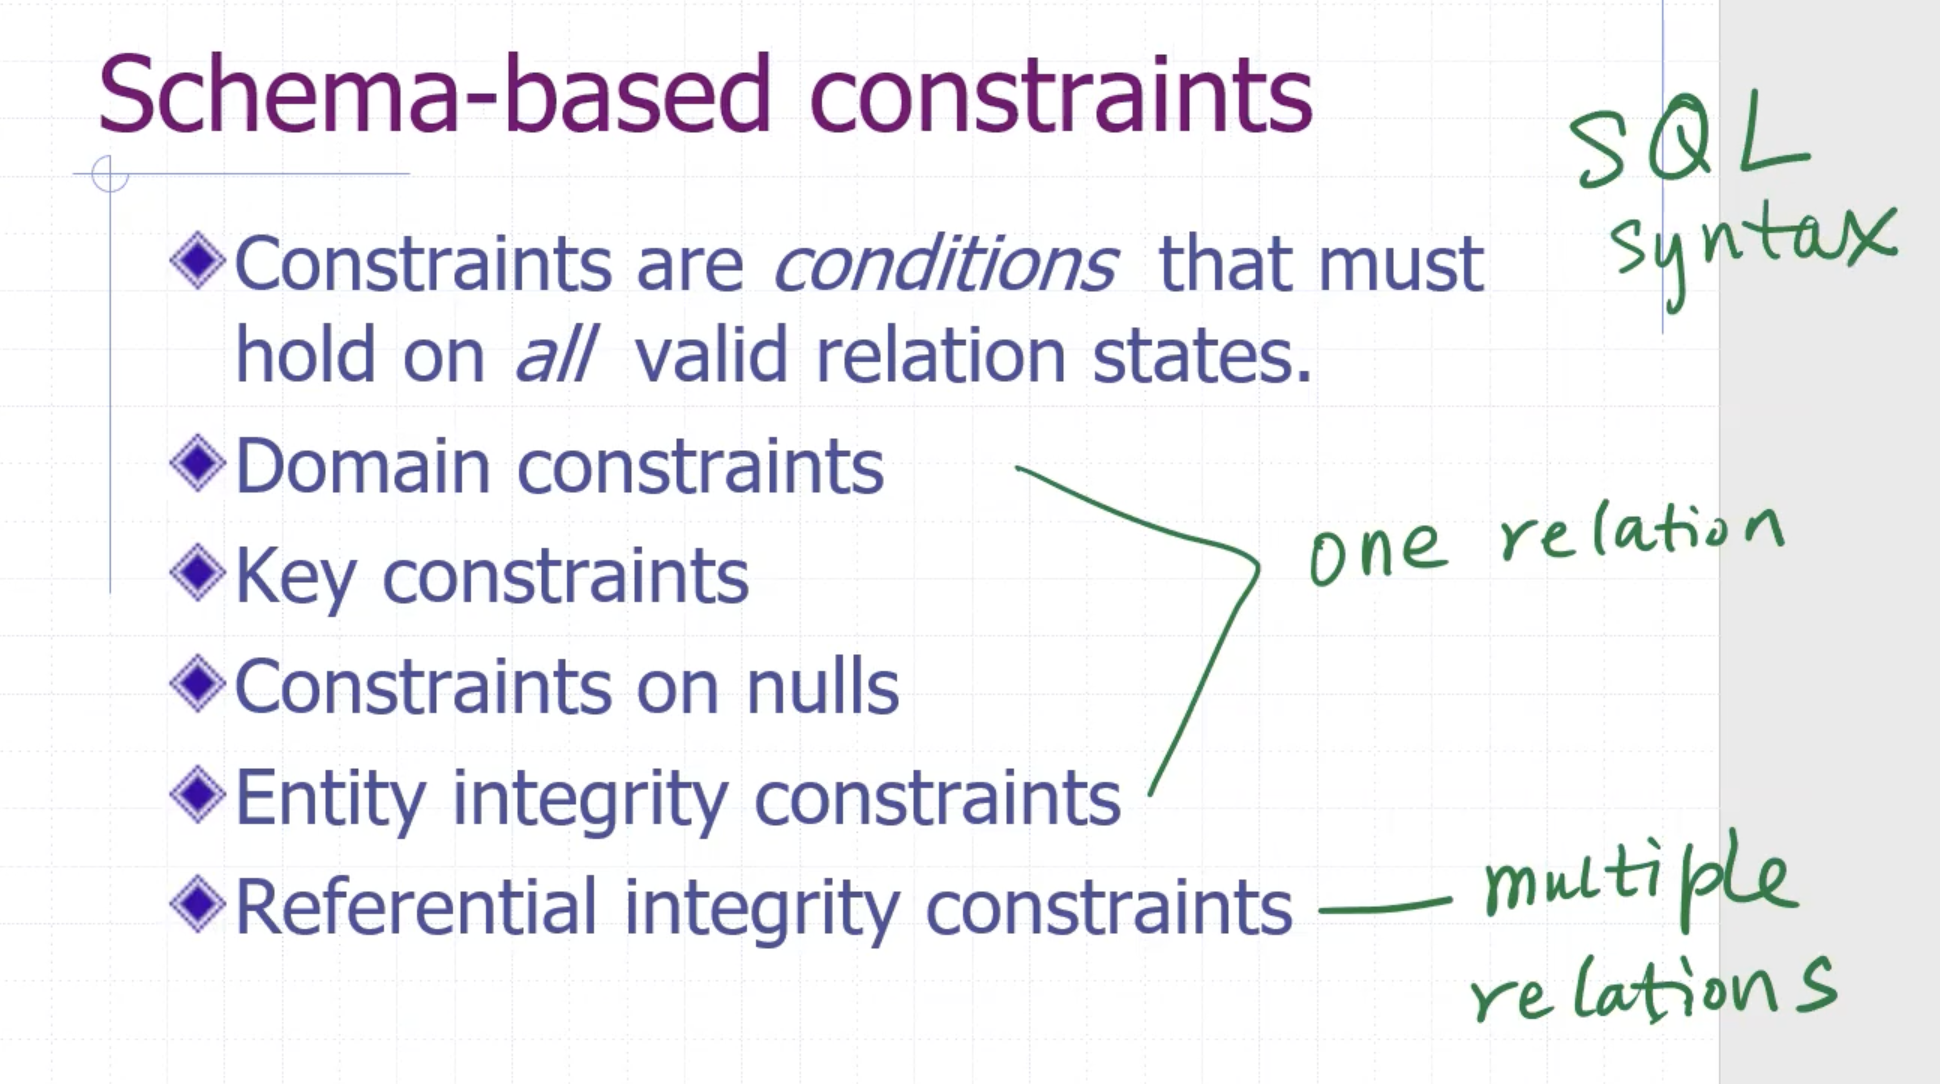 Schema-based constraints
SQL
syntax
Constraints are conditions that must
hold on all valid relation states.
Domain constraints
one relation
Key constraints
Constraints on nulls
Entity integrity constraints
Referential integrity constraints
multiple
relations